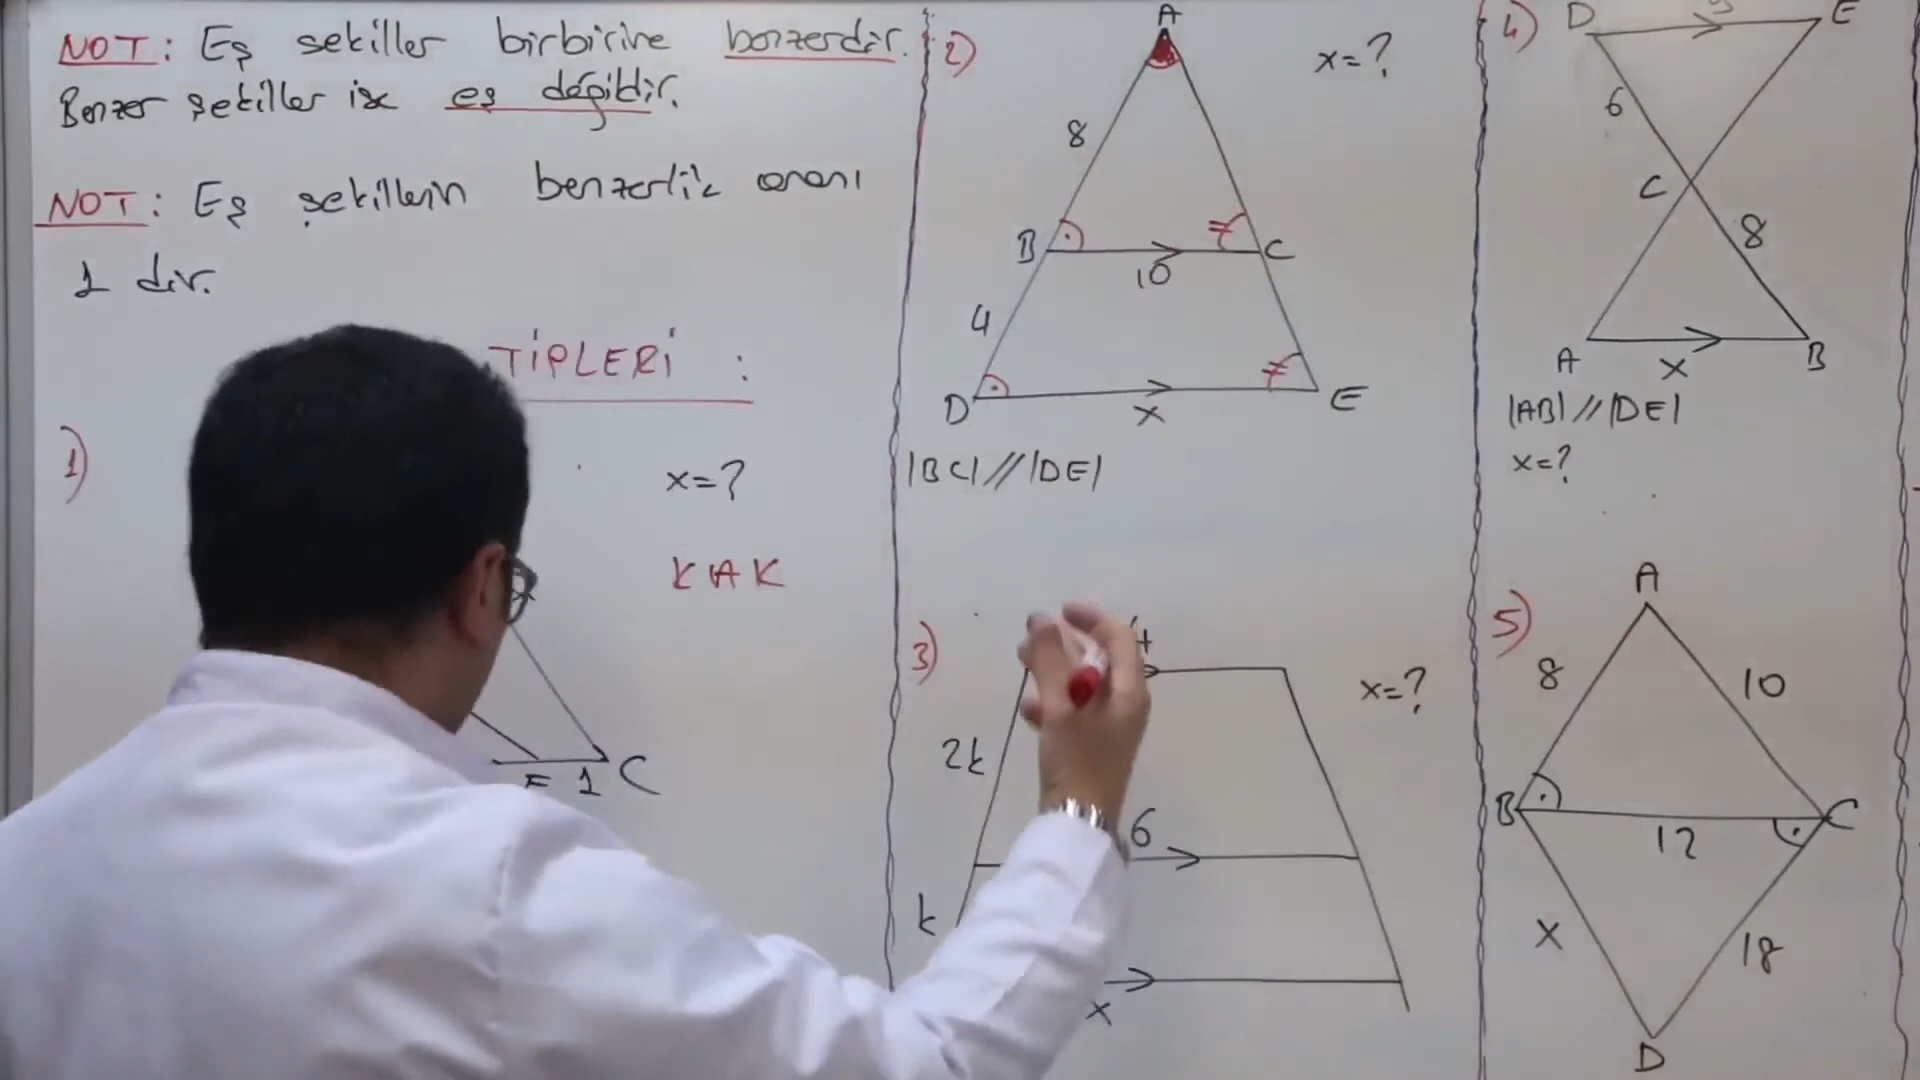 NOT: Eş şekiller birbirine benzerdir.
Benzer şekiller ise eş değildir.
NOT: Eş şekillerin benzerlik oranı
1 dir.
TİPLERİ :
1)
x=?
KAK
E 1 C
2)
A
x=?
8
B C
10
4
D E
x
|BC| // |DE|
3)
4
x=?
2k
6
k
x
4)
D E
6
C
8
A B
x
|AB| // |DE|
x=?
5)
A
8 10
B C
12
x 18
D